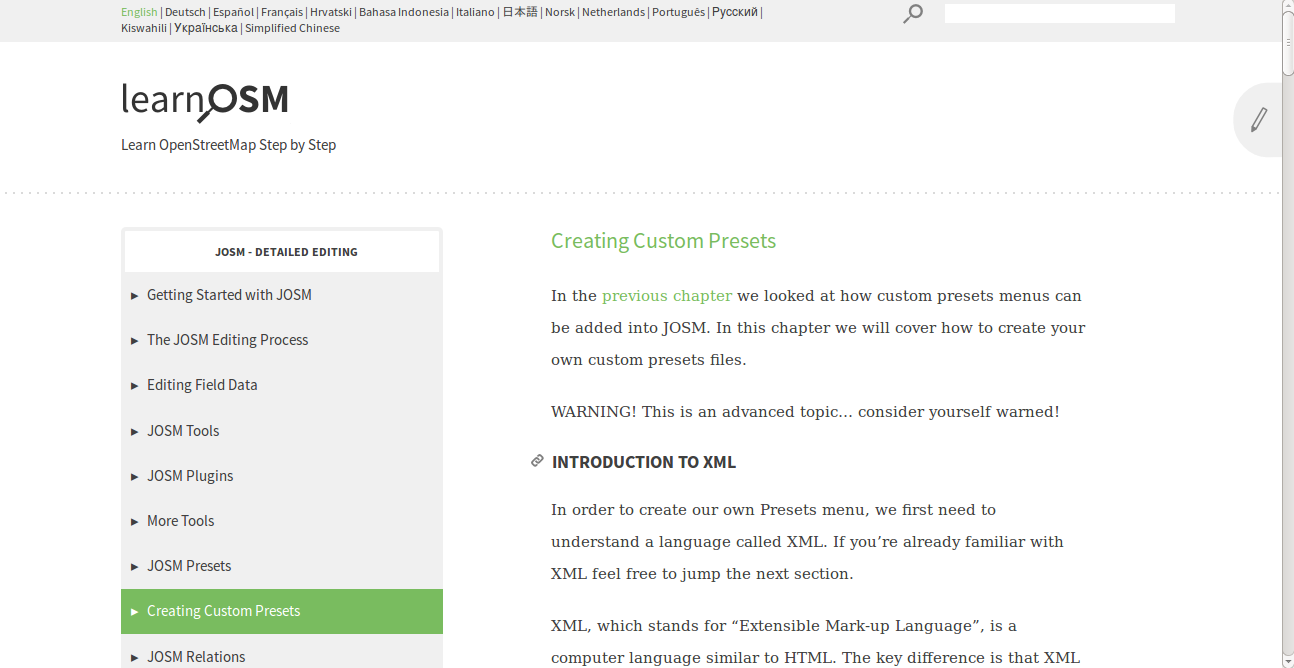 English | Deutsch | Español | Français | Hrvatski | Bahasa Indonesia | Italiano | 日本語 | Norsk | Netherlands | Português | Русский |
Kiswahili | Українська | Simplified Chinese
learnOSM
Learn OpenStreetMap Step by Step
JOSM - DETAILED EDITING
▸ Getting Started with JOSM
▸ The JOSM Editing Process
▸ Editing Field Data
▸ JOSM Tools
▸ JOSM Plugins
▸ More Tools
▸ JOSM Presets
▸ Creating Custom Presets
▸ JOSM Relations
Creating Custom Presets
In the previous chapter we looked at how custom presets menus can
be added into JOSM. In this chapter we will cover how to create your
own custom presets files.
WARNING! This is an advanced topic… consider yourself warned!
INTRODUCTION TO XML
In order to create our own Presets menu, we first need to
understand a language called XML. If you’re already familiar with
XML feel free to jump the next section.
XML, which stands for “Extensible Mark-up Language”, is a
computer language similar to HTML. The key difference is that XML